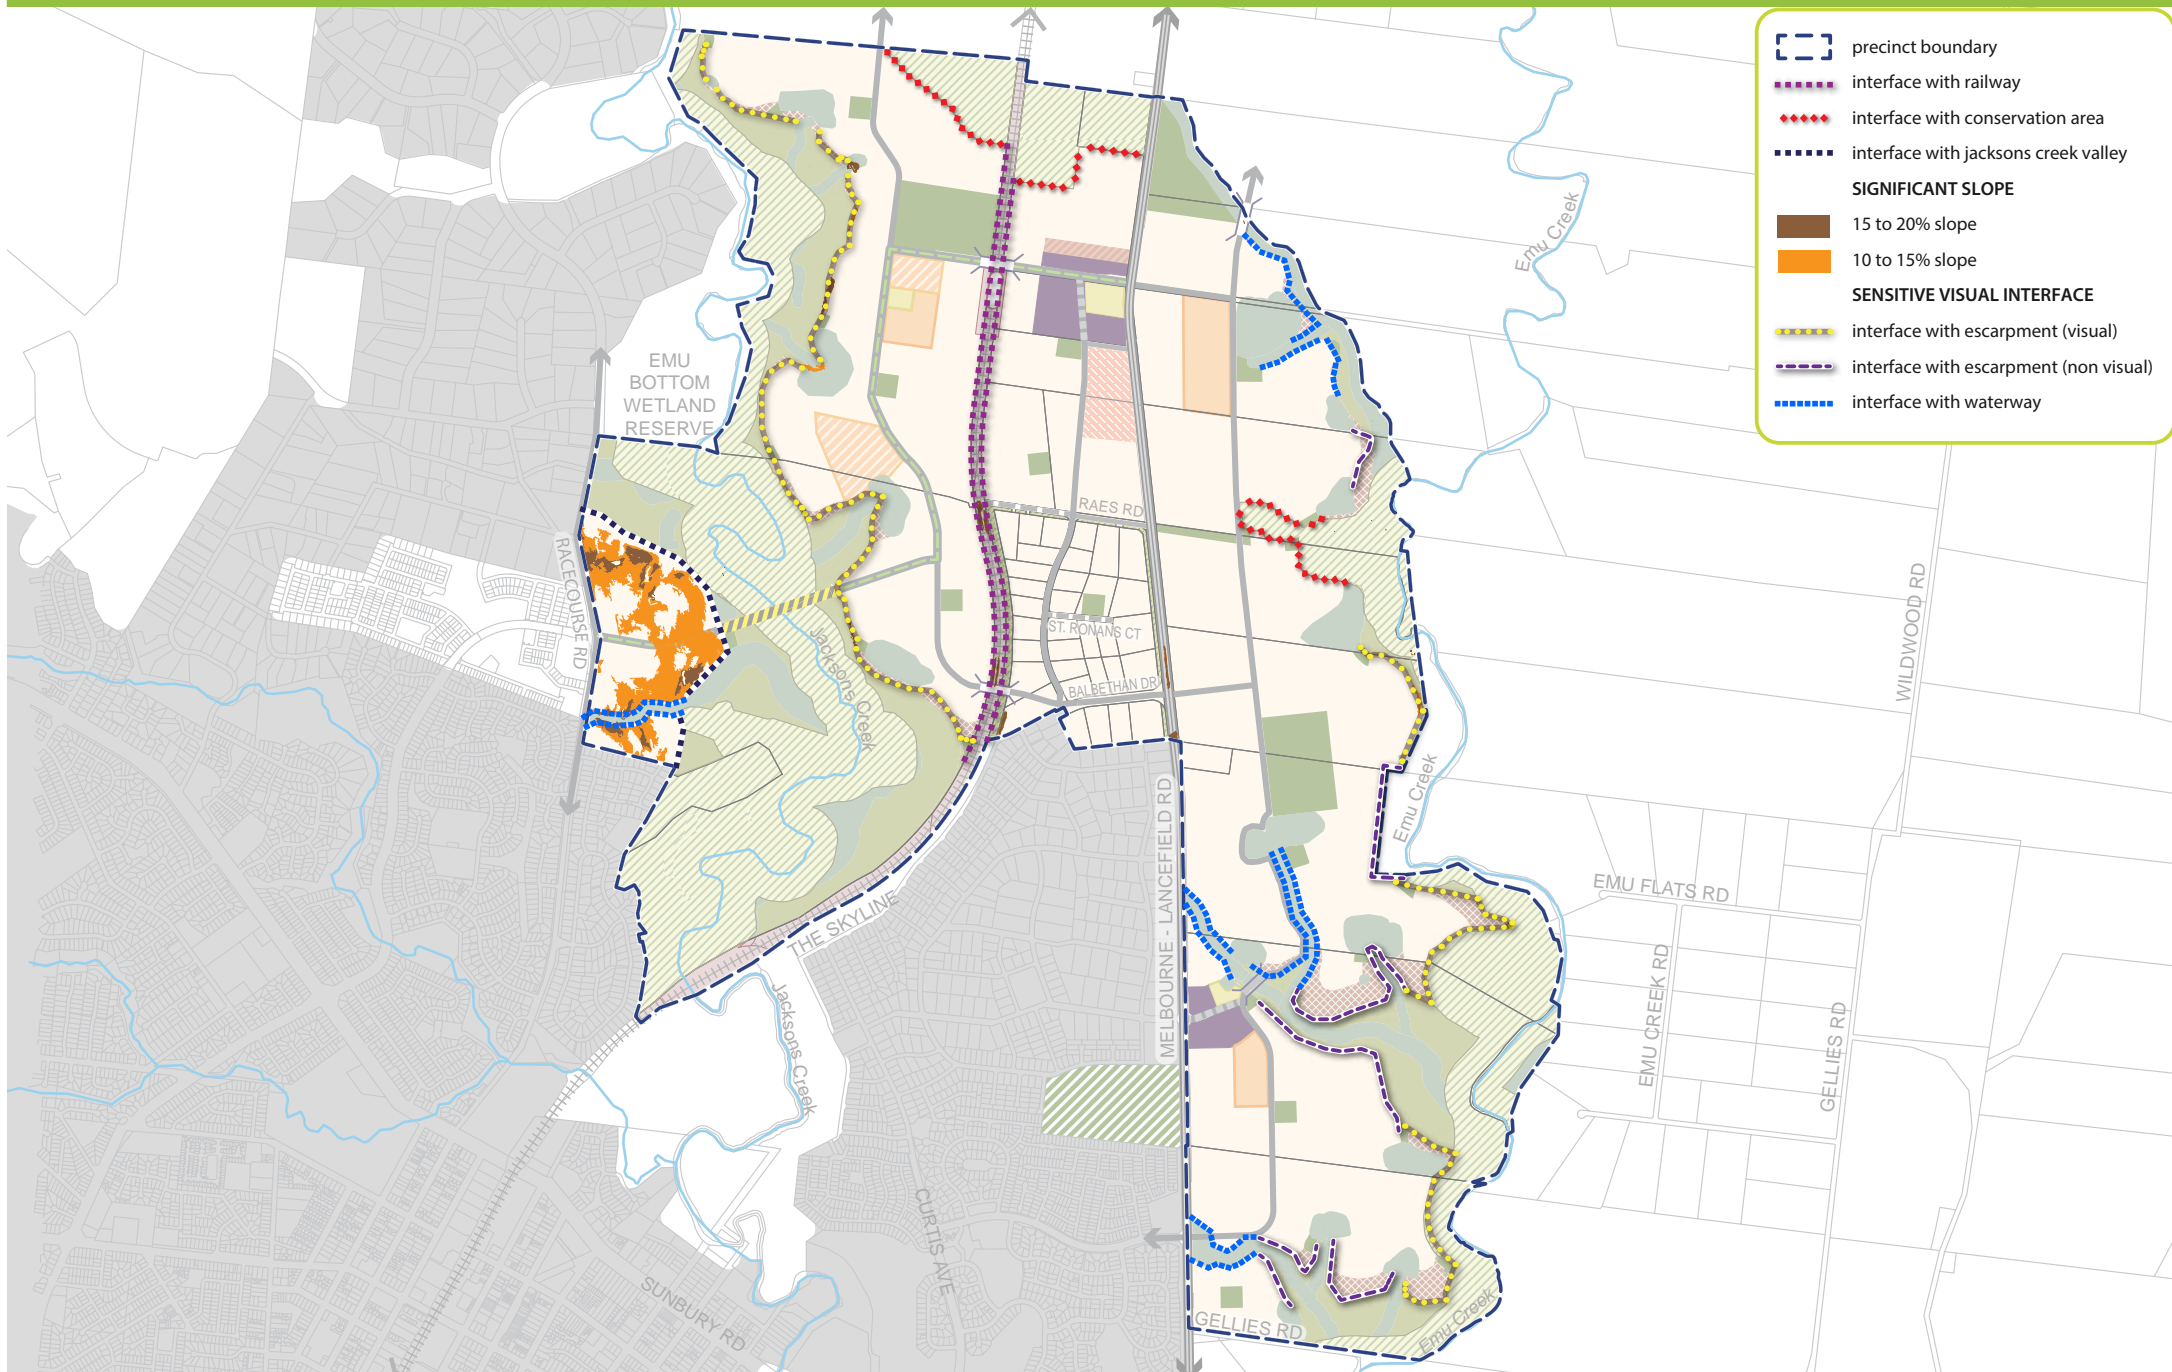 precinct boundary
interface with railway
interface with conservation area
interface with jacksons creek valley
SIGNIFICANT SLOPE
15 to 20% slope
10 to 15% slope
SENSITIVE VISUAL INTERFACE
interface with escarpment (visual)
interface with escarpment (non visual)
interface with waterway
Emu Creek
EMU
BOTTOM
WETLAND
RESERVE
RACECOURSE RD
RAES RD
ST. RONANS CT
BALBETHAN DR
Jacksons Creek
WILDWOOD RD
Emu Creek
MELBOURNE - LANCEFIELD RD
THE SKYLINE
EMU FLATS RD
EMU CREEK RD
GELLIES RD
Jacksons Creek
CURTIS AVE
SUNBURY RD
GELLIES RD
Emu Creek